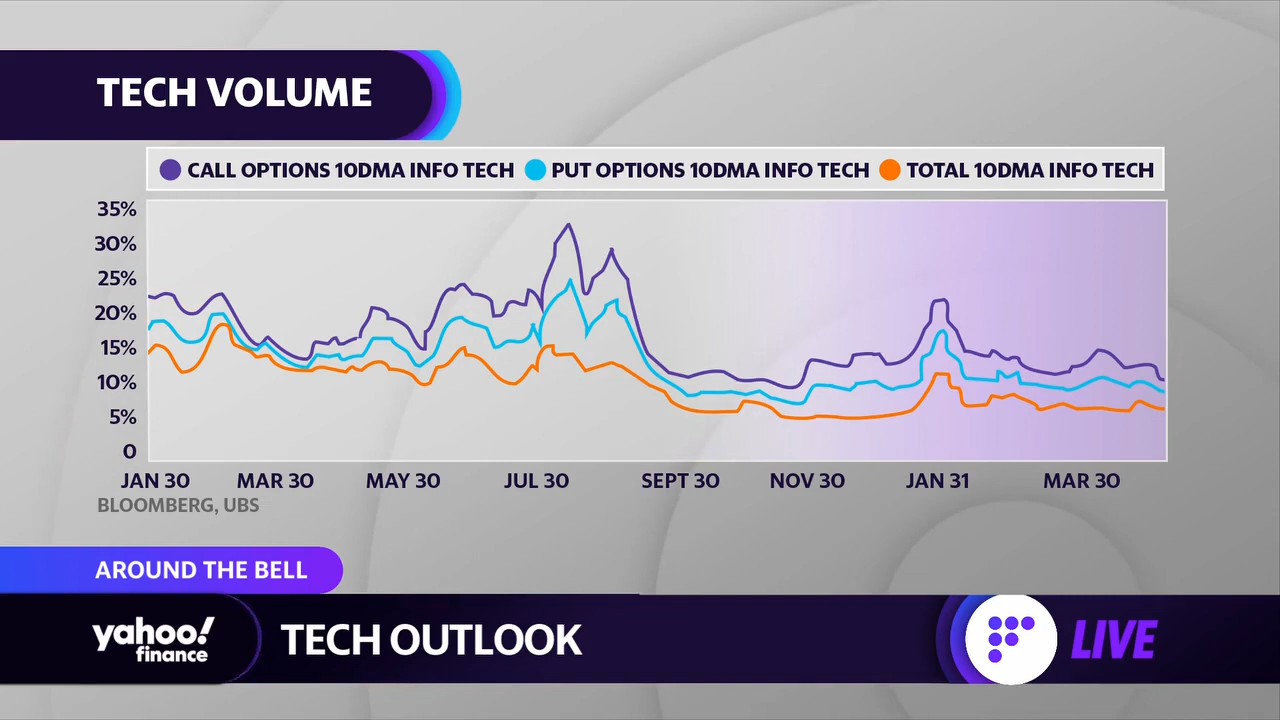 TECH VOLUME
CALL OPTIONS 10DMA INFO TECH PUT OPTIONS 10DMA INFO TECH TOTAL 10DMA INFO TECH
35%
30%
25%
20%
15%
10%
5%
0
JAN 30 MAR 30 MAY 30 JUL 30 SEPT 30 NOV 30 JAN 31 MAR 30
BLOOMBERG, UBS
AROUND THE BELL
yahoo!
finance
TECH OUTLOOK
LIVE